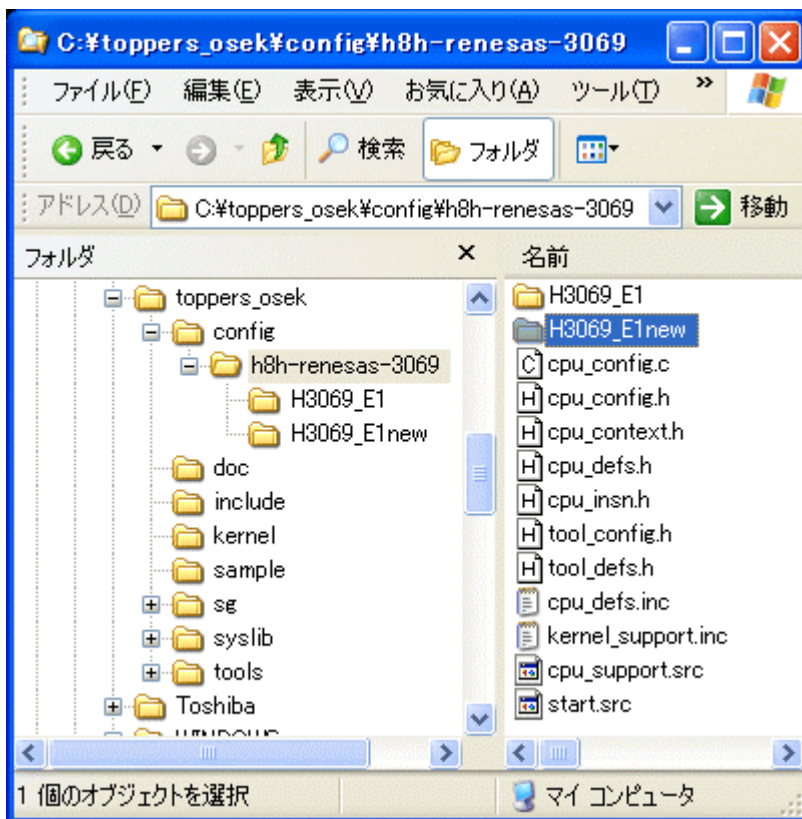 C:¥toppers_osek¥config¥h8h-renesas-3069
ファイル(F) 編集(E) 表示(V) お気に入り(A) ツール(T) »
戻る 検索 フォルダ
アドレス(D) C:¥toppers_osek¥config¥h8h-renesas-3069 移動
フォルダ × 名前
toppers_osek
config
h8h-renesas-3069
H3069_E1
H3069_E1new
doc
include
kernel
sample
sg
syslib
tools
Toshiba
WINDOWS
H3069_E1
H3069_E1new
cpu_config.c
cpu_config.h
cpu_context.h
cpu_defs.h
cpu_insn.h
tool_config.h
tool_defs.h
cpu_defs.inc
kernel_support.inc
cpu_support.src
start.src
1 個のオブジェクトを選択 マイ コンピュータ